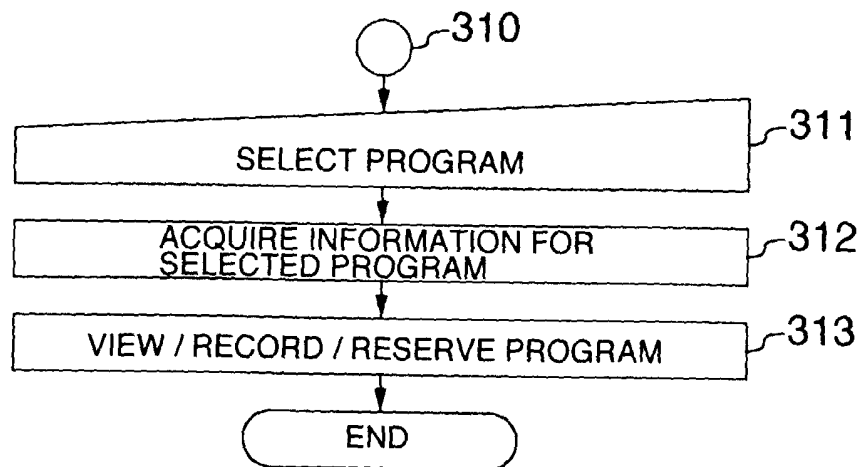 310
311
SELECT PROGRAM
312
ACQUIRE INFORMATION FOR
SELECTED PROGRAM
313
VIEW / RECORD / RESERVE PROGRAM
END